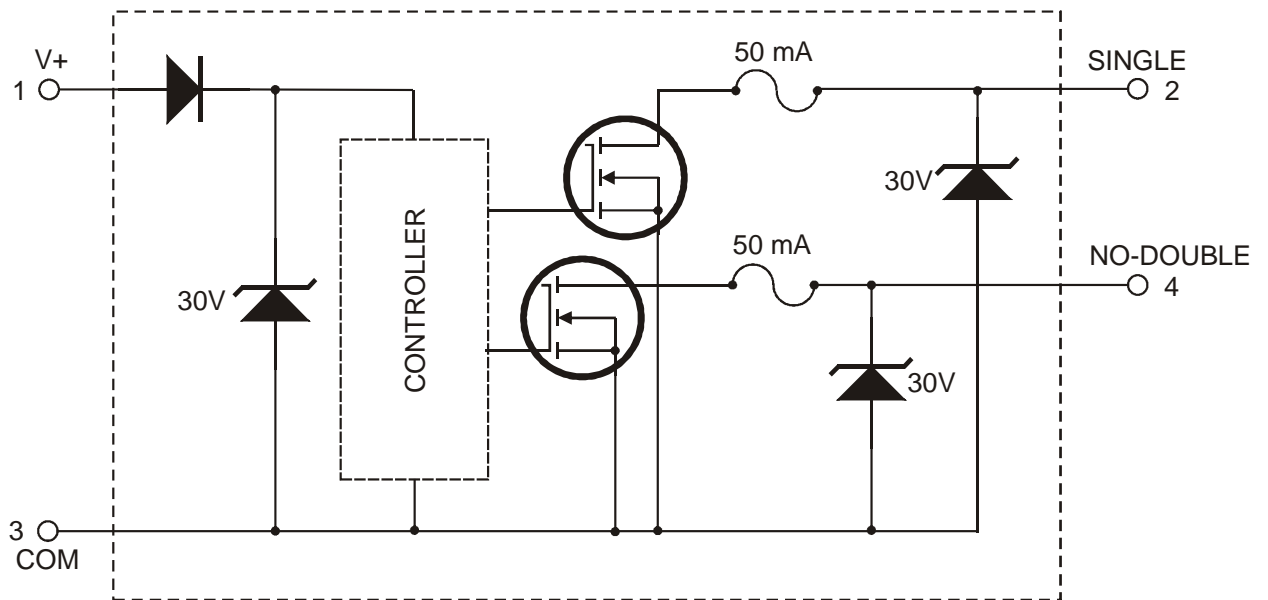 50 mA
V+
SINGLE
1
2
30V
CONTROLLER
50 mA
NO-DOUBLE
30V
4
30V
3
COM